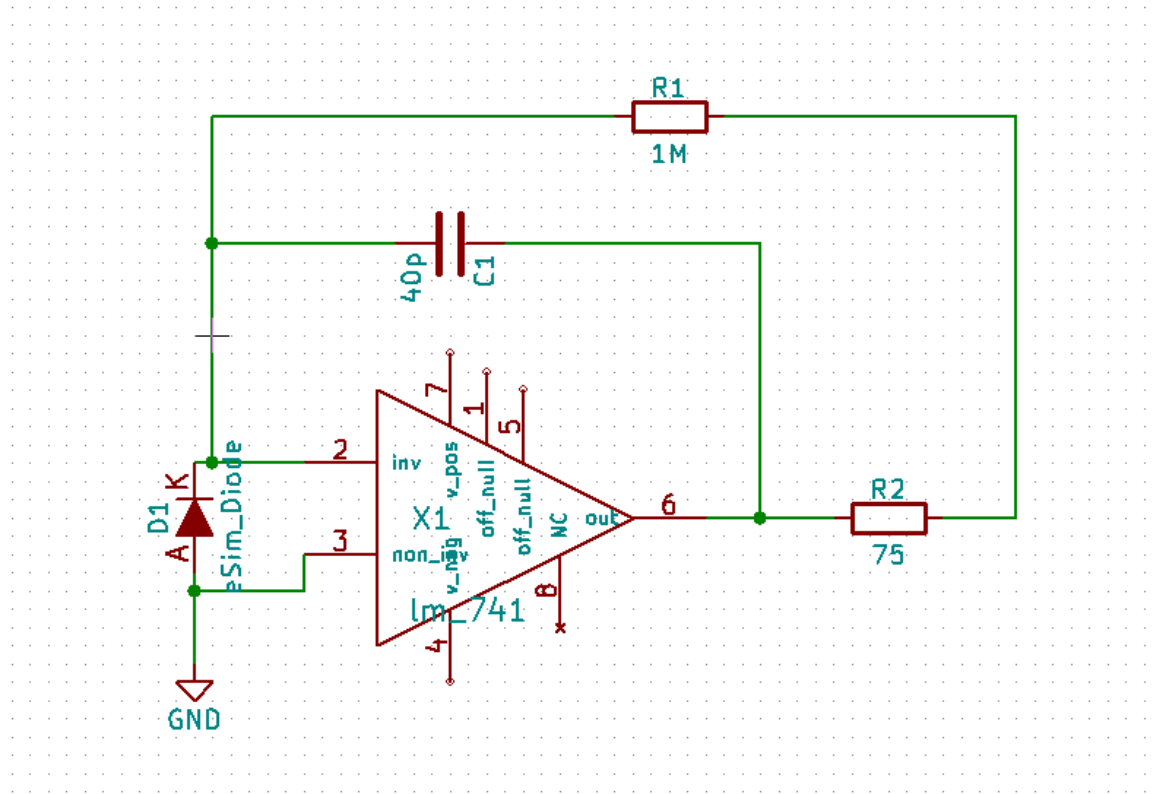 R1
1M
40p
C1
7
1
5
2
inv
v_pos
off_null
off_null
NC
out
6
X1
3
non_inv
v_neg
lm_741
8
4
K
D1
A
eSim_Diode
R2
75
GND